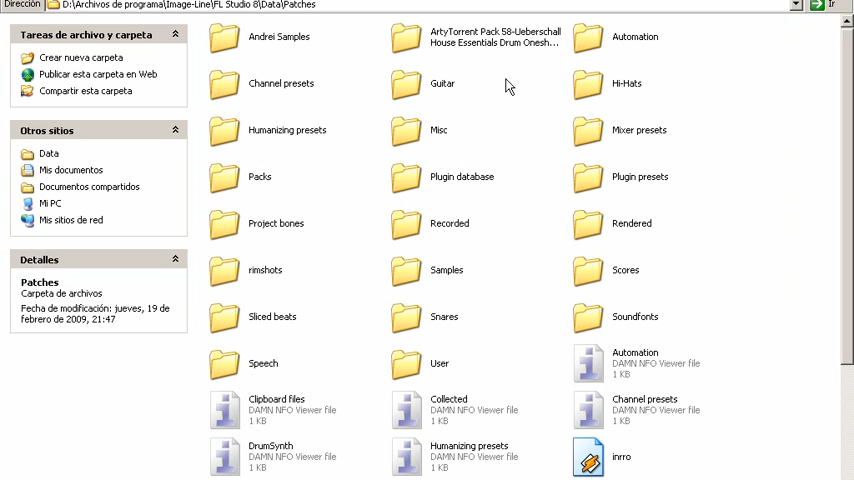 Dirección D:\Archivos de programa\Image-Line\FL Studio 8\Data\Patches Ir
Tareas de archivo y carpeta
Crear nueva carpeta
Publicar esta carpeta en Web
Compartir esta carpeta
Otros sitios
Data
Mis documentos
Documentos compartidos
Mi PC
Mis sitios de red
Detalles
Patches
Carpeta de archivos
Fecha de modificación: jueves, 19 de
febrero de 2009, 21:47
Andrei Samples
ArtyTorrent Pack 58-Ueberschall
House Essentials Drum Onesh...
Automation
Channel presets
Guitar
Hi-Hats
Humanizing presets
Misc
Mixer presets
Packs
Plugin database
Plugin presets
Project bones
Recorded
Rendered
rimshots
Samples
Scores
Sliced beats
Snares
Soundfonts
Speech
User
Automation
DAMN NFO Viewer file
1 KB
Clipboard files
DAMN NFO Viewer file
1 KB
Collected
DAMN NFO Viewer file
1 KB
Channel presets
DAMN NFO Viewer file
1 KB
DrumSynth
DAMN NFO Viewer file
1 KB
Humanizing presets
DAMN NFO Viewer file
1 KB
inrro